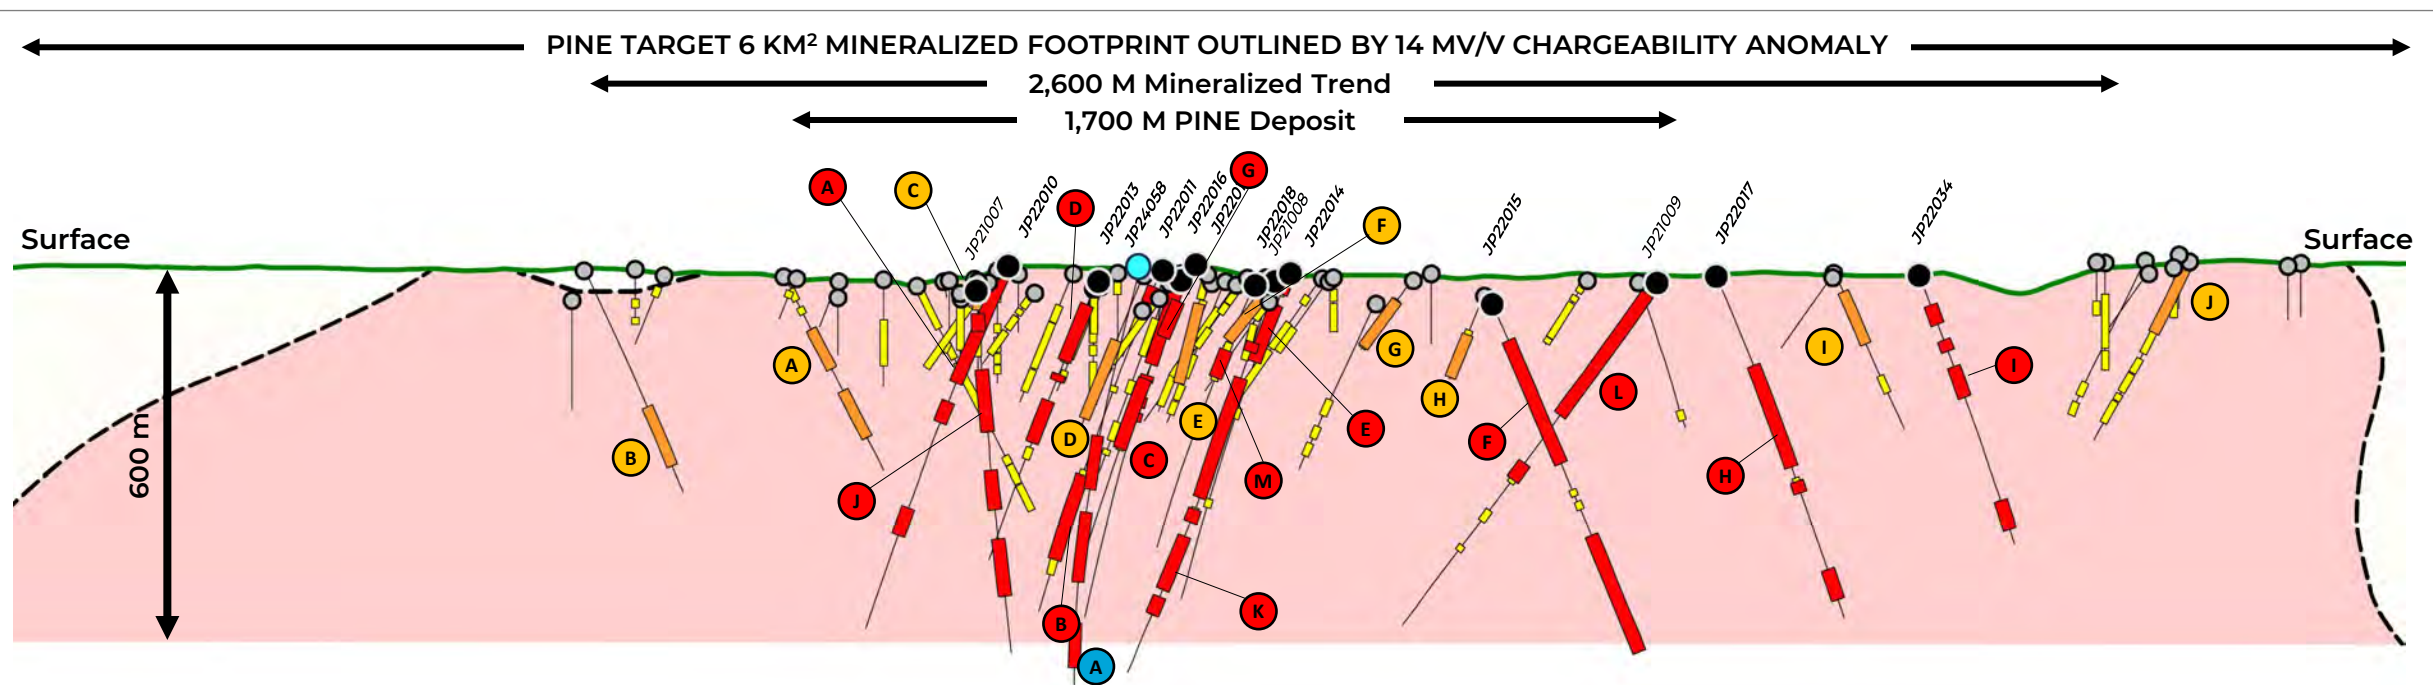 PINE TARGET 6 KM² MINERALIZED FOOTPRINT OUTLINED BY 14 MV/V CHARGEABILITY ANOMALY
2,600 M Mineralized Trend
1,700 M PINE Deposit
G
A
C
D
F
JP21007
JP22010
JP22013
JP24058
JP22011
JP22016
JP22018
JP21008
JP22014
JP22015
JP21009
JP22017
JP22034
Surface
Surface
600 m
J
A
G
I
I
L
H
B
D
E
E
C
F
M
H
J
K
B
A